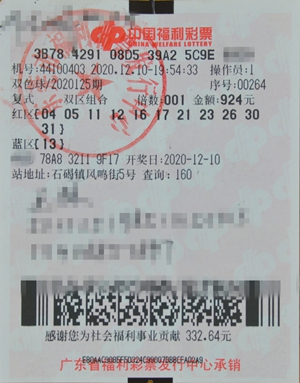 中国福利彩票
CHINA WELFARE LOTTERY
3B78 4291 08D5 39A2 5C9E
机号:44100403 2020-12-10-19:54:33 操作员:1
双色球/2020125期 序号:00264
复式 双区组合 倍数:001 金额:924元
红区[04 05 11 12 16 17 21 23 26 30
31]
蓝区[13]
78A8 3211 9F17 开奖日:2020-12-10
站地址:石碣镇凤鸣街5号 查询:160
感谢您为社会福利事业贡献 332.64元
广东省福利彩票发行中心承销